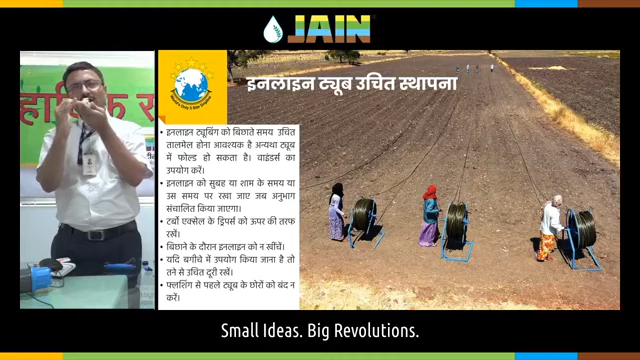 JAIN
इनलाइन ट्यूब उचित स्थापना
• इनलाइन ट्यूबिंग को बिछाते समय उचित
तालमेल होना आवश्यक है अन्यथा ट्यूब
में फोल्ड हो सकता है। वाइंडर्स का
उपयोग करें।
• इनलाइन को सुबह या शाम के समय या
उस समय पर रखा जाए जब अनुभाग
संचालित किया जाएगा।
• टर्बो एक्सेल के ड्रिपर्स को ऊपर की तरफ
रखें।
• बिछाने के दौरान इनलाइन को न खींचें।
• यदि बगीचे में उपयोग किया जाना है तो
तने से उचित दूरी रखें।
• फ्लशिंग से पहले ट्यूब के छोरों को बंद न
करें।
Small Ideas. Big Revolutions.